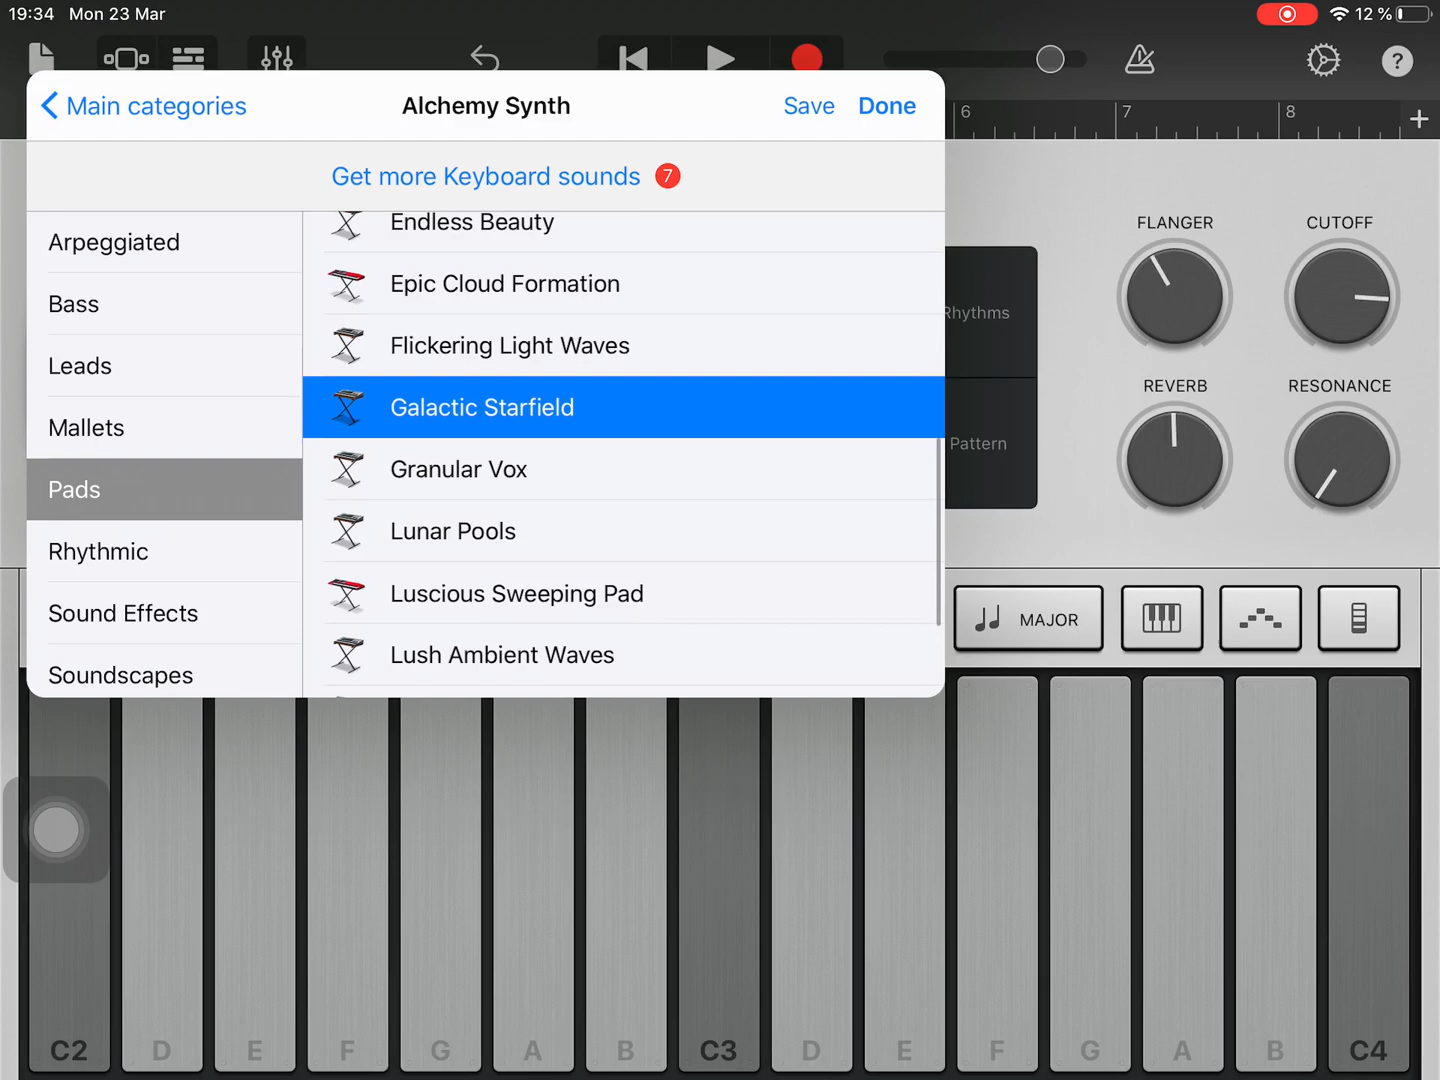 19:34 Mon 23 Mar
12 %
?
6 7 8 +
Main categories
Alchemy Synth
Save Done
Get more Keyboard sounds 7
Arpeggiated
Bass
Leads
Mallets
Pads
Rhythmic
Sound Effects
Soundscapes
Endless Beauty
Epic Cloud Formation
Flickering Light Waves
Galactic Starfield
Granular Vox
Lunar Pools
Luscious Sweeping Pad
Lush Ambient Waves
Rhythms
Pattern
FLANGER CUTOFF
REVERB RESONANCE
MAJOR
C2 D E F G A B C3 D E F G A B C4